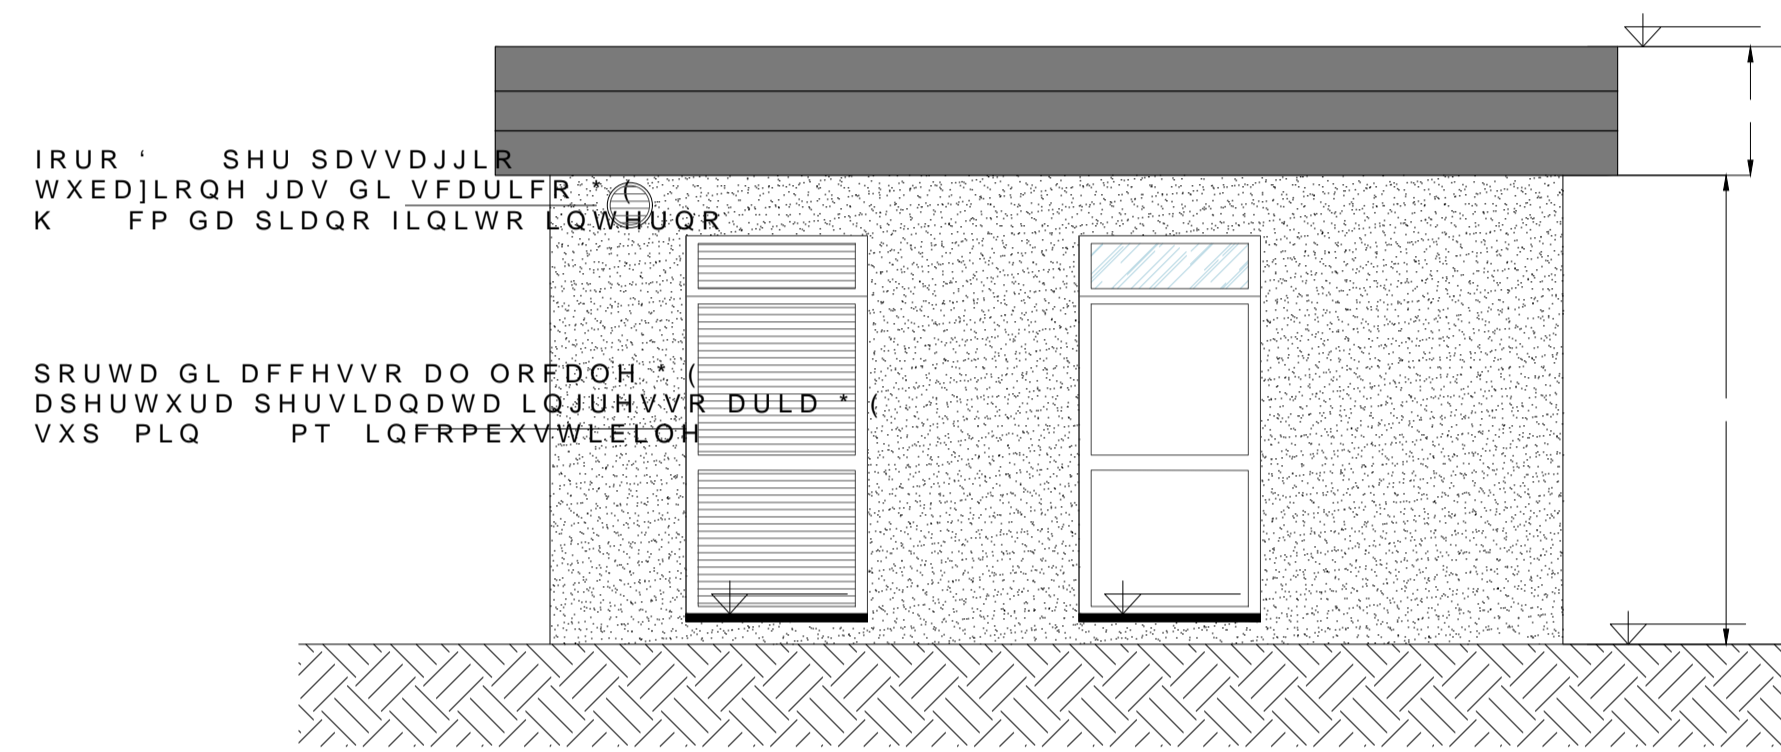 IRUR ‘ SHU SDVVDJJLR
WXED]LRQH JDV GL VFDULFR * (
K FP GD SLDQR ILQLWR LQWHUQR
SRUWD GL DFFHVVR DO ORFDOH * (
DSHUWXUD SHUVLDQDWD LQJUHVVR DULD * (
VXS PLQ PT LQFRPEXVWLELOH